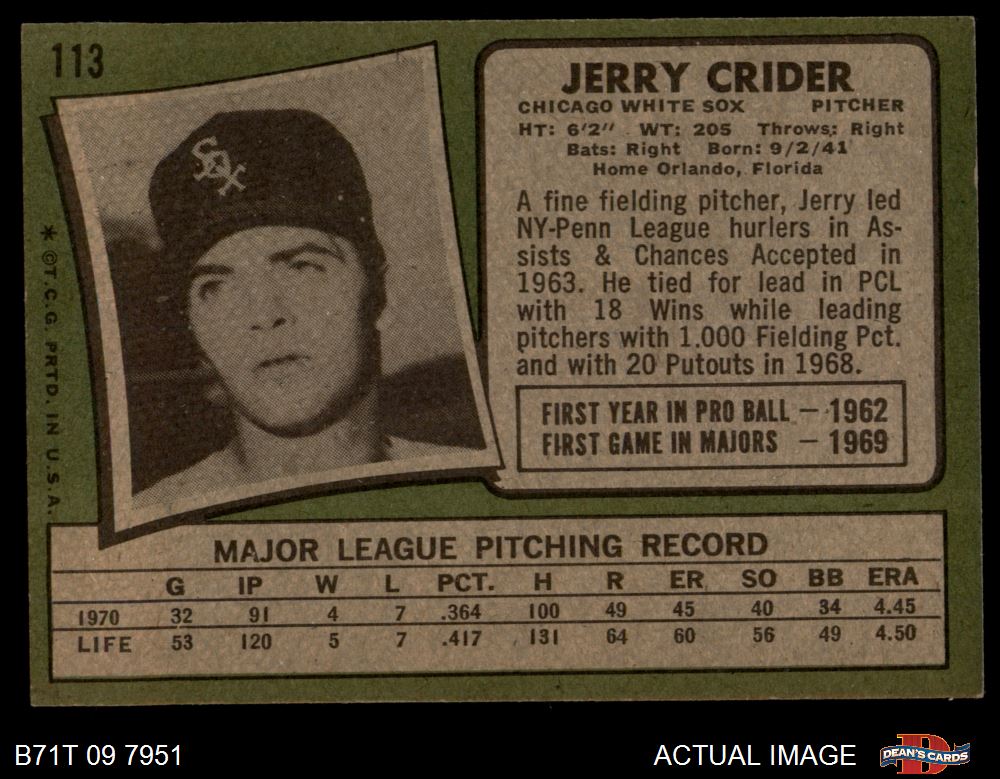 113
SOX
JERRY CRIDER
CHICAGO WHITE SOX PITCHER
HT: 6'2" WT: 205 Throws: Right
Bats: Right Born: 9/2/41
Home Orlando, Florida
A fine fielding pitcher, Jerry led
NY-Penn League hurlers in As-
sists & Chances Accepted in
1963. He tied for lead in PCL
with 18 Wins while leading
pitchers with 1.000 Fielding Pct.
and with 20 Putouts in 1968.
FIRST YEAR IN PRO BALL — 1962
FIRST GAME IN MAJORS — 1969
* ©T.C.G. PRTD. IN U.S.A.
MAJOR LEAGUE PITCHING RECORD
G IP W L PCT. H R ER SO BB ERA
1970 32 91 4 7 .364 100 49 45 40 34 4.45
LIFE 53 120 5 7 .417 131 64 60 56 49 4.50
B71T 09 7951 ACTUAL IMAGE DEAN'S CARDS